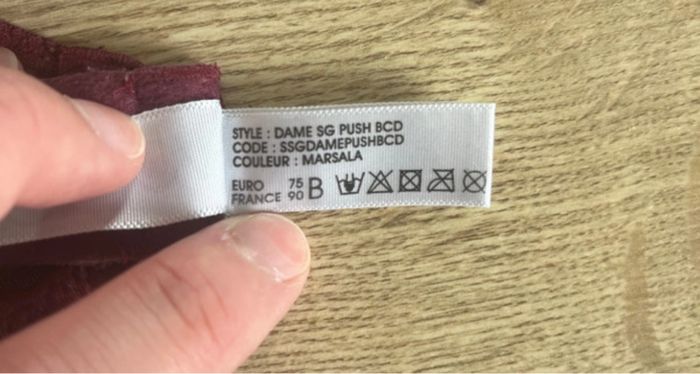 STYLE : DAME SG PUSH BCD
CODE : SSGDAMEPUSHBCD
COULEUR : MARSALA
EURO 75 B
FRANCE 90